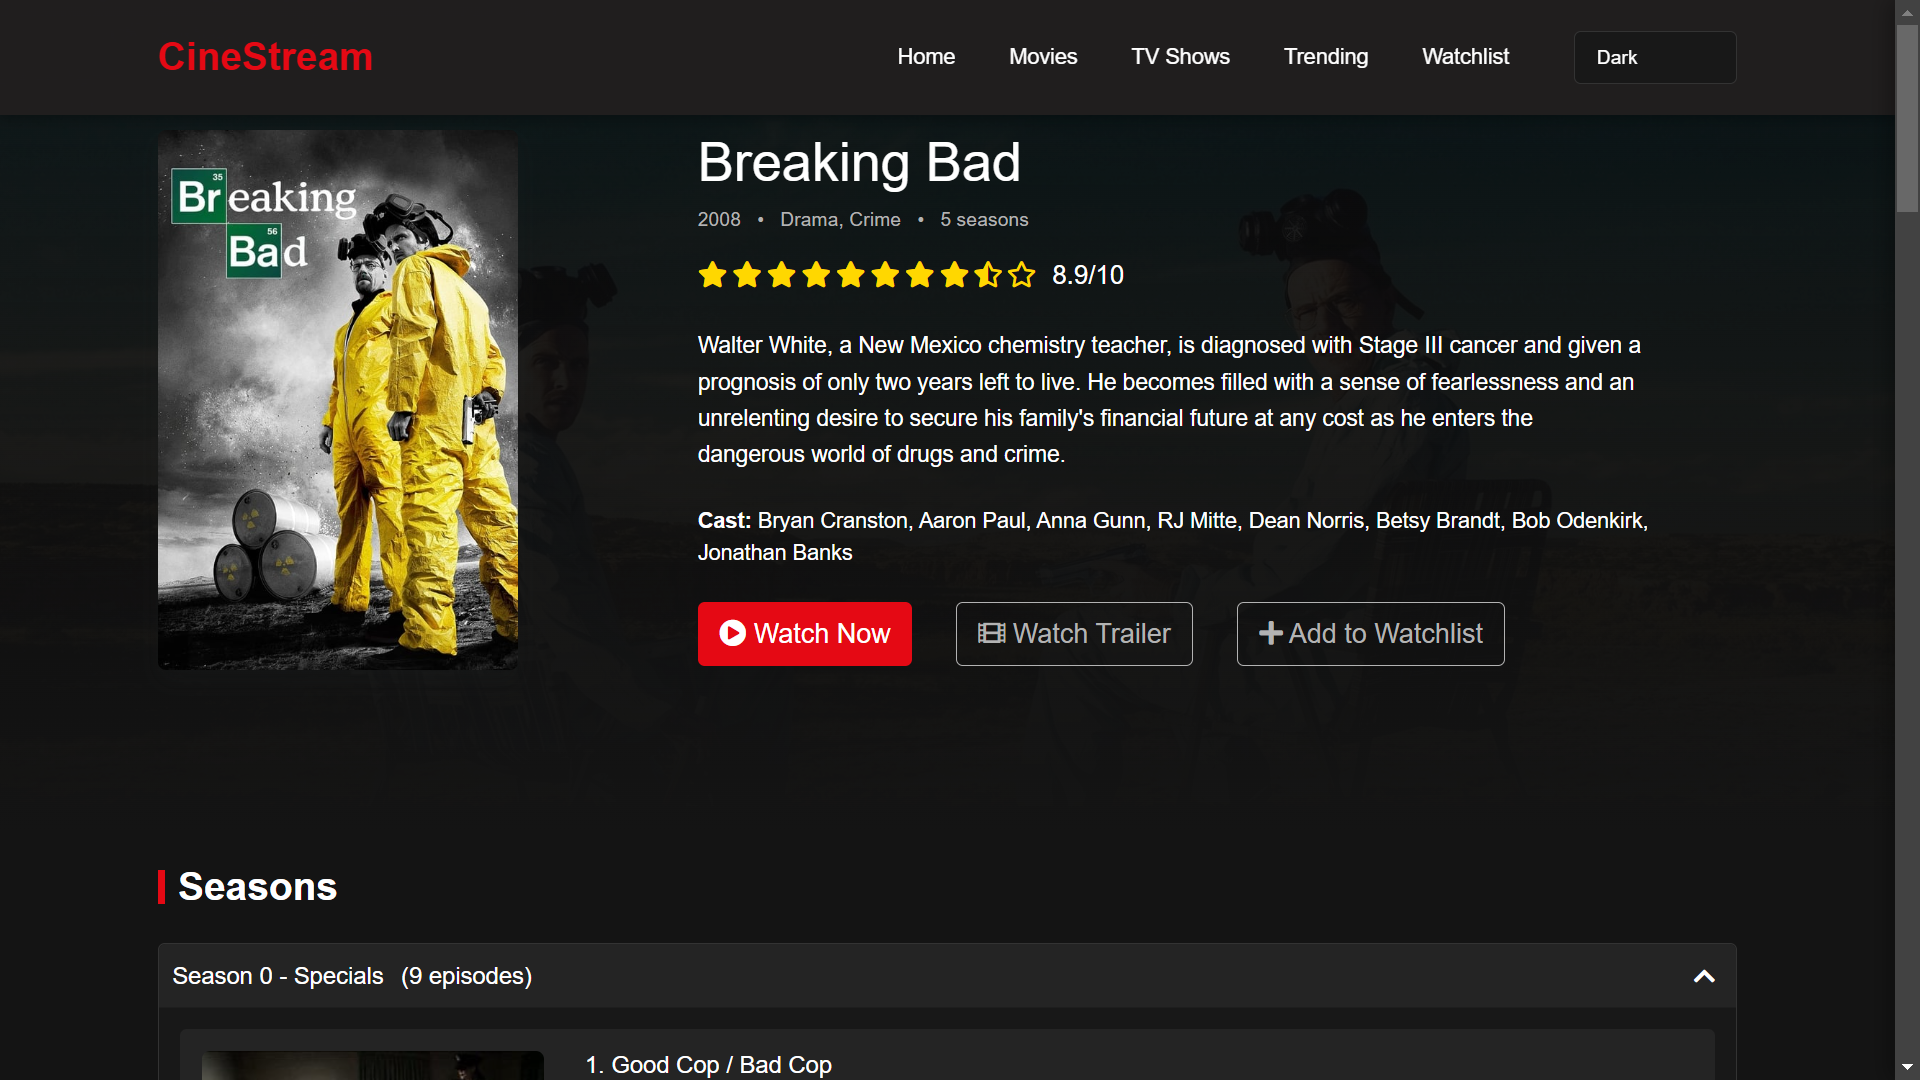 CineStream
Home
Movies
TV Shows
Trending
Watchlist
Dark
35
Breaking
56
Bad
Breaking Bad
2008 • Drama, Crime • 5 seasons
8.9/10
Walter White, a New Mexico chemistry teacher, is diagnosed with Stage III cancer and given a
prognosis of only two years left to live. He becomes filled with a sense of fearlessness and an
unrelenting desire to secure his family's financial future at any cost as he enters the
dangerous world of drugs and crime.
Cast: Bryan Cranston, Aaron Paul, Anna Gunn, RJ Mitte, Dean Norris, Betsy Brandt, Bob Odenkirk,
Jonathan Banks
Watch Now
Watch Trailer
Add to Watchlist
Seasons
Season 0 - Specials (9 episodes)
1. Good Cop / Bad Cop